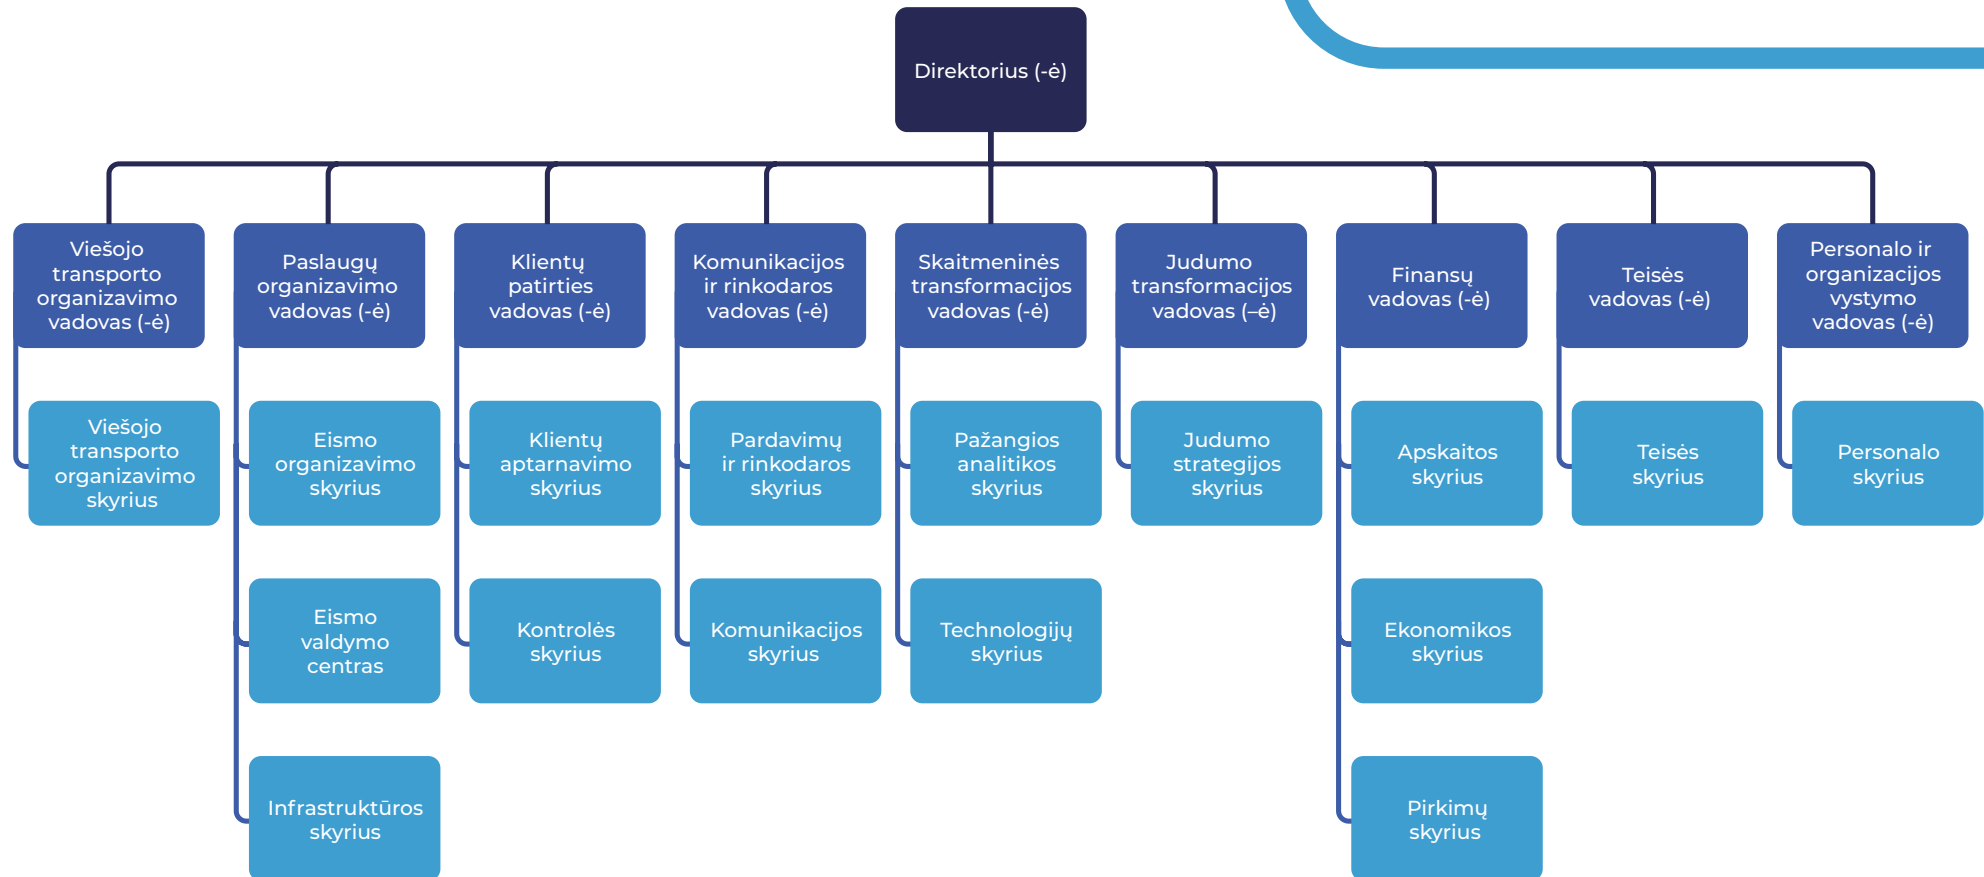 Direktorius (-ė)
Viešojo
transporto
organizavimo
vadovas (-ė)
Paslaugų
organizavimo
vadovas (-ė)
Klientų
patirties
vadovas (-ė)
Komunikacijos
ir rinkodaros
vadovas (-ė)
Skaitmeninės
transformacijos
vadovas (-ė)
Judumo
transformacijos
vadovas (–ė)
Finansų
vadovas (-ė)
Teisės
vadovas (-ė)
Personalo ir
organizacijos
vystymo
vadovas (-ė)
Viešojo
transporto
organizavimo
skyrius
Eismo
organizavimo
skyrius
Klientų
aptarnavimo
skyrius
Pardavimų
ir rinkodaros
skyrius
Pažangios
analitikos
skyrius
Judumo
strategijos
skyrius
Apskaitos
skyrius
Teisės
skyrius
Personalo
skyrius
Eismo
valdymo
centras
Kontrolės
skyrius
Komunikacijos
skyrius
Technologijų
skyrius
Ekonomikos
skyrius
Infrastruktūros
skyrius
Pirkimų
skyrius